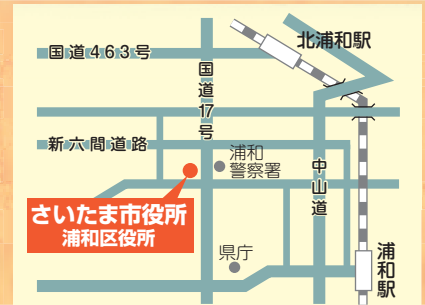 北浦和駅
国道463号
国道17号
新六間道路
浦和
警察署
中山道
さいたま市役所
浦和区役所
県庁
浦和駅